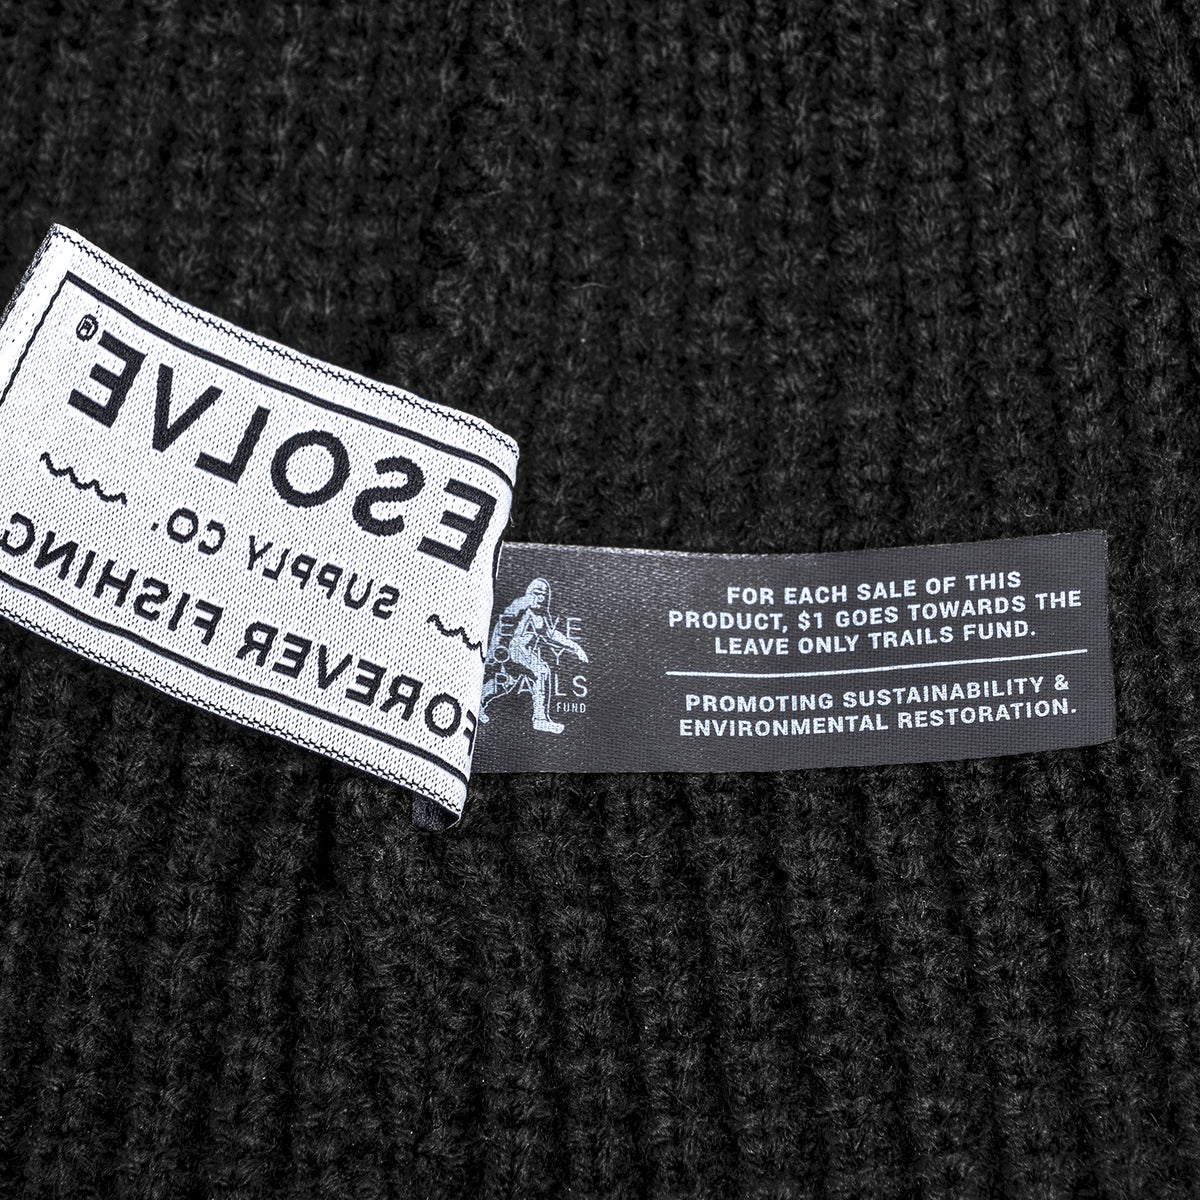 ESOLVE®
SUPPLY CO.
FOREVER FISHING
FUND
FOR EACH SALE OF THIS
PRODUCT, $1 GOES TOWARDS THE
LEAVE ONLY TRAILS FUND.
PROMOTING SUSTAINABILITY &
ENVIRONMENTAL RESTORATION.